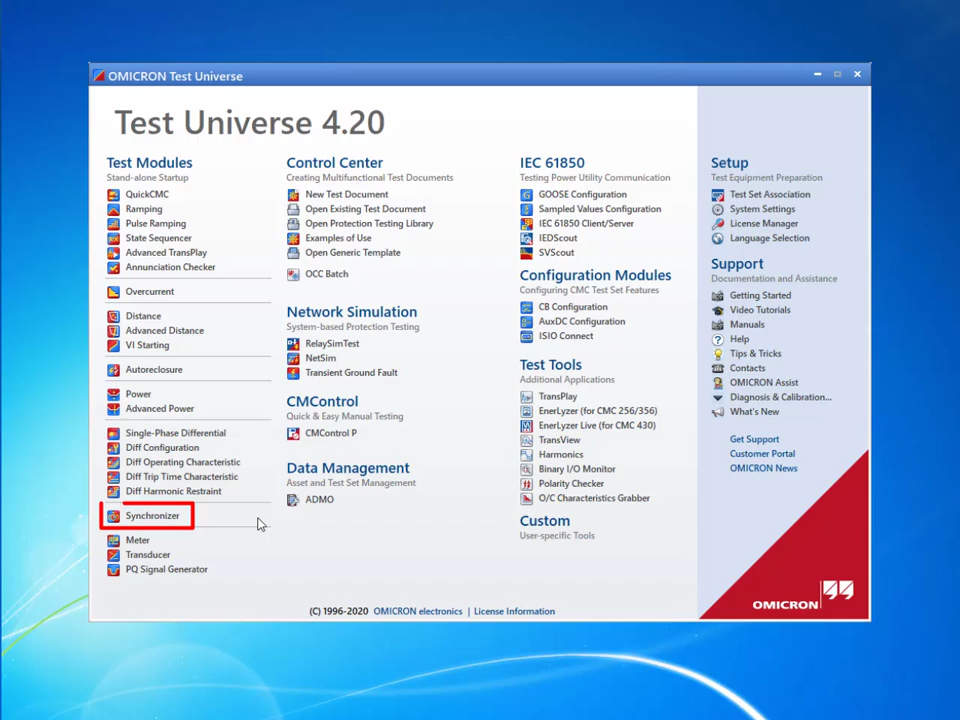 OMICRON Test Universe
Test Universe 4.20
Test Modules
Stand-alone Startup
QuickCMC
Ramping
Pulse Ramping
State Sequencer
Advanced TransPlay
Annunciation Checker
Overcurrent
Distance
Advanced Distance
VI Starting
Autoreclosure
Power
Advanced Power
Single-Phase Differential
Diff Configuration
Diff Operating Characteristic
Diff Trip Time Characteristic
Diff Harmonic Restraint
Synchronizer
Meter
Transducer
PQ Signal Generator
Control Center
Creating Multifunctional Test Documents
New Test Document
Open Existing Test Document
Open Protection Testing Library
Examples of Use
Open Generic Template
OCC Batch
Network Simulation
System-based Protection Testing
RelaySimTest
NetSim
Transient Ground Fault
CMControl
Quick & Easy Manual Testing
CMControl P
Data Management
Asset and Test Set Management
ADMO
IEC 61850
Testing Power Utility Communication
GOOSE Configuration
Sampled Values Configuration
IEC 61850 Client/Server
IEDScout
SVScout
Configuration Modules
Configuring CMC Test Set Features
CB Configuration
AuxDC Configuration
ISIO Connect
Test Tools
Additional Applications
TransPlay
EnerLyzer (for CMC 256/356)
EnerLyzer Live (for CMC 430)
TransView
Harmonics
Binary I/O Monitor
Polarity Checker
O/C Characteristics Grabber
Custom
User-specific Tools
Setup
Test Equipment Preparation
Test Set Association
System Settings
License Manager
Language Selection
Support
Documentation and Assistance
Getting Started
Video Tutorials
Manuals
Help
Tips & Tricks
Contacts
OMICRON Assist
Diagnosis & Calibration...
What's New
Get Support
Customer Portal
OMICRON News
OMICRON
(C) 1996-2020 OMICRON electronics | License Information